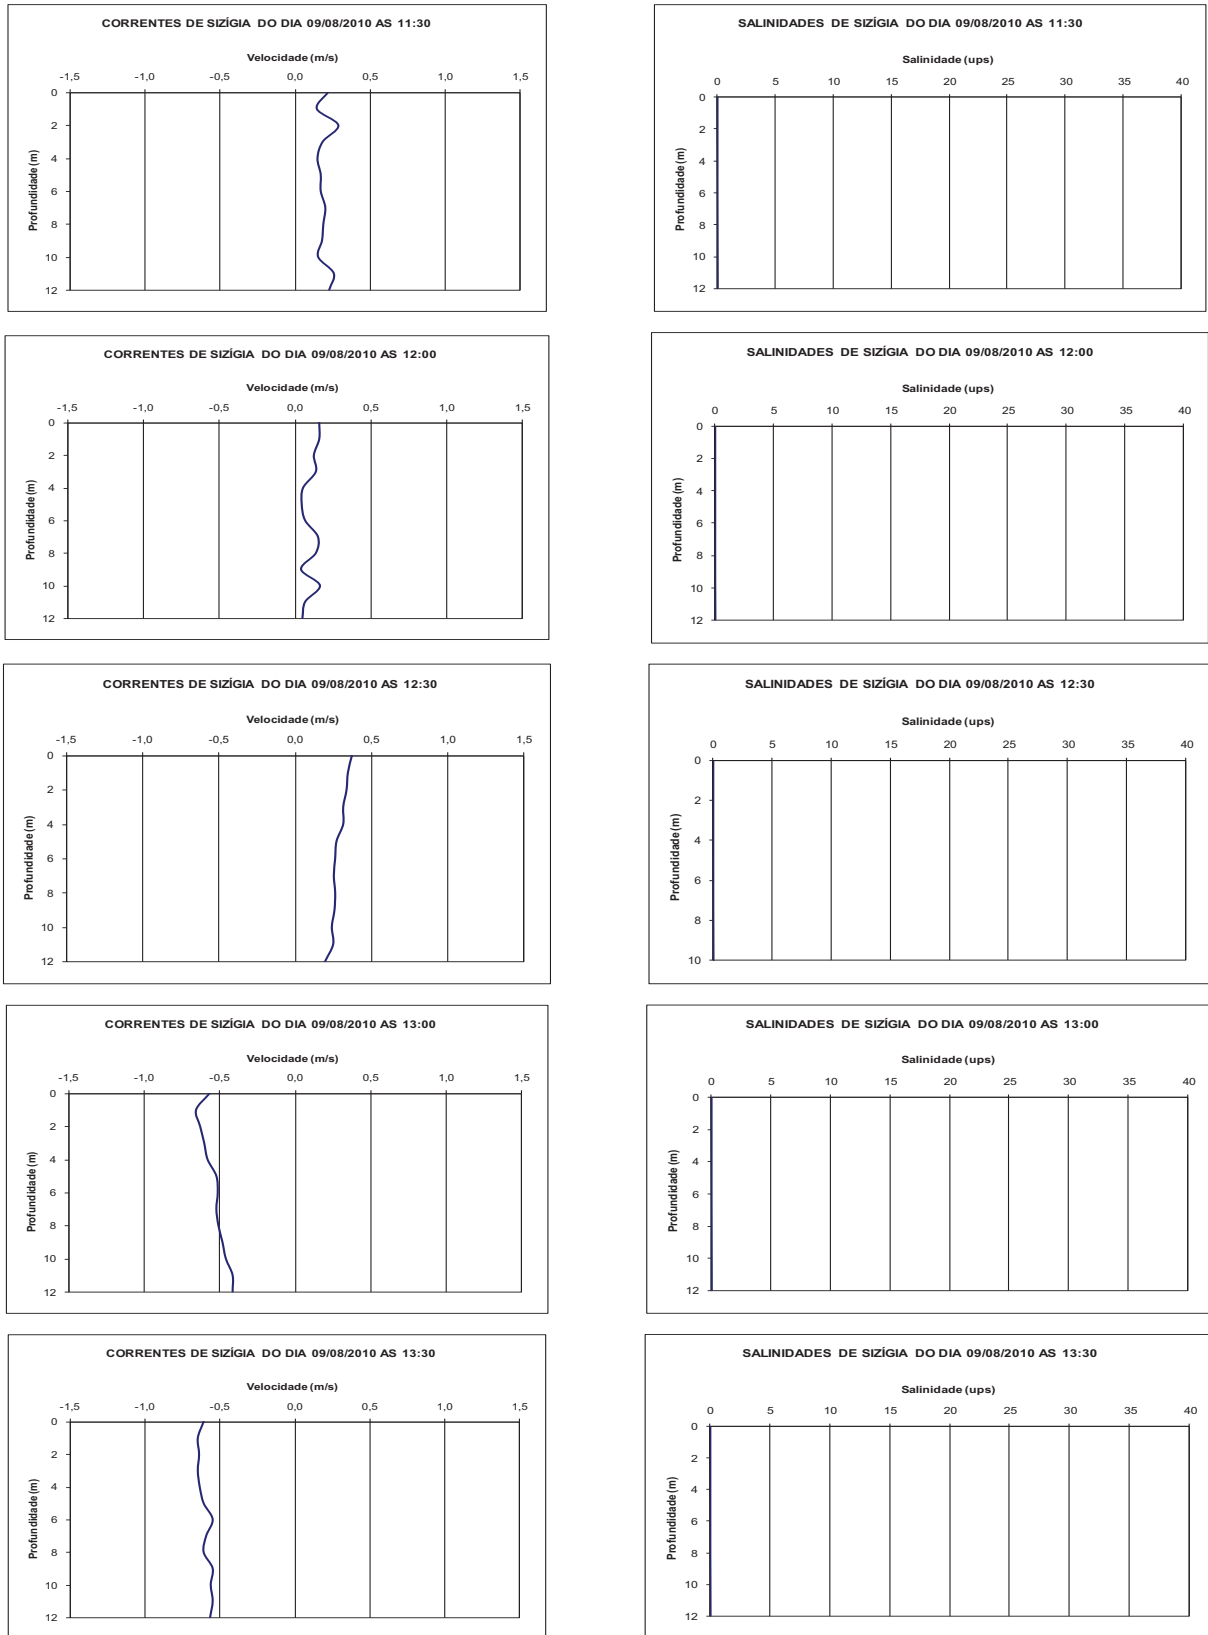 CORRENTES DE SIZÍGIA DO DIA 09/08/2010 AS 11:30
Velocidade (m/s)
-1,5 -1,0 -0,5 0,0 0,5 1,0 1,5
0
2
4
6
8
10
12
Profundidade (m)
SALINIDADES DE SIZÍGIA DO DIA 09/08/2010 AS 11:30
Salinidade (ups)
0 5 10 15 20 25 30 35 40
0
2
4
6
8
10
12
Profundidade (m)
CORRENTES DE SIZÍGIA DO DIA 09/08/2010 AS 12:00
Velocidade (m/s)
-1,5 -1,0 -0,5 0,0 0,5 1,0 1,5
0
2
4
6
8
10
12
Profundidade (m)
SALINIDADES DE SIZÍGIA DO DIA 09/08/2010 AS 12:00
Salinidade (ups)
0 5 10 15 20 25 30 35 40
0
2
4
6
8
10
12
Profundidade (m)
CORRENTES DE SIZÍGIA DO DIA 09/08/2010 AS 12:30
Velocidade (m/s)
-1,5 -1,0 -0,5 0,0 0,5 1,0 1,5
0
2
4
6
8
10
12
Profundidade (m)
SALINIDADES DE SIZÍGIA DO DIA 09/08/2010 AS 12:30
Salinidade (ups)
0 5 10 15 20 25 30 35 40
0
2
4
6
8
10
Profundidade (m)
CORRENTES DE SIZÍGIA DO DIA 09/08/2010 AS 13:00
Velocidade (m/s)
-1,5 -1,0 -0,5 0,0 0,5 1,0 1,5
0
2
4
6
8
10
12
Profundidade (m)
SALINIDADES DE SIZÍGIA DO DIA 09/08/2010 AS 13:00
Salinidade (ups)
0 5 10 15 20 25 30 35 40
0
2
4
6
8
10
12
Profundidade (m)
CORRENTES DE SIZÍGIA DO DIA 09/08/2010 AS 13:30
Velocidade (m/s)
-1,5 -1,0 -0,5 0,0 0,5 1,0 1,5
0
2
4
6
8
10
12
Profundidade (m)
SALINIDADES DE SIZÍGIA DO DIA 09/08/2010 AS 13:30
Salinidade (ups)
0 5 10 15 20 25 30 35 40
0
2
4
6
8
10
12
Profundidade (m)